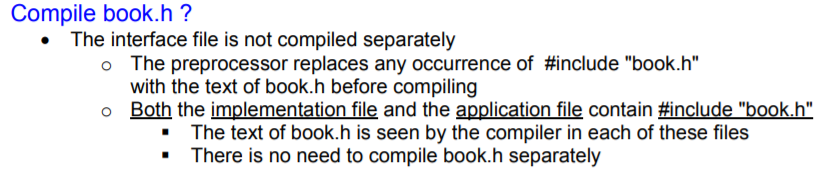 Compile book.h ?
• The interface file is not compiled separately
o The preprocessor replaces any occurrence of #include "book.h"
with the text of book.h before compiling
o Both the implementation file and the application file contain #include "book.h"
▪ The text of book.h is seen by the compiler in each of these files
▪ There is no need to compile book.h separately